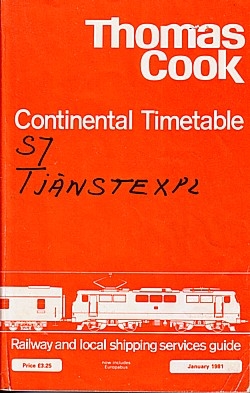 Thomas
Cook
Continental Timetable
SJ
TJÄNSTEXPL
Railway and local shipping services guide
Price £3.25
now includes
Europabus
January 1981